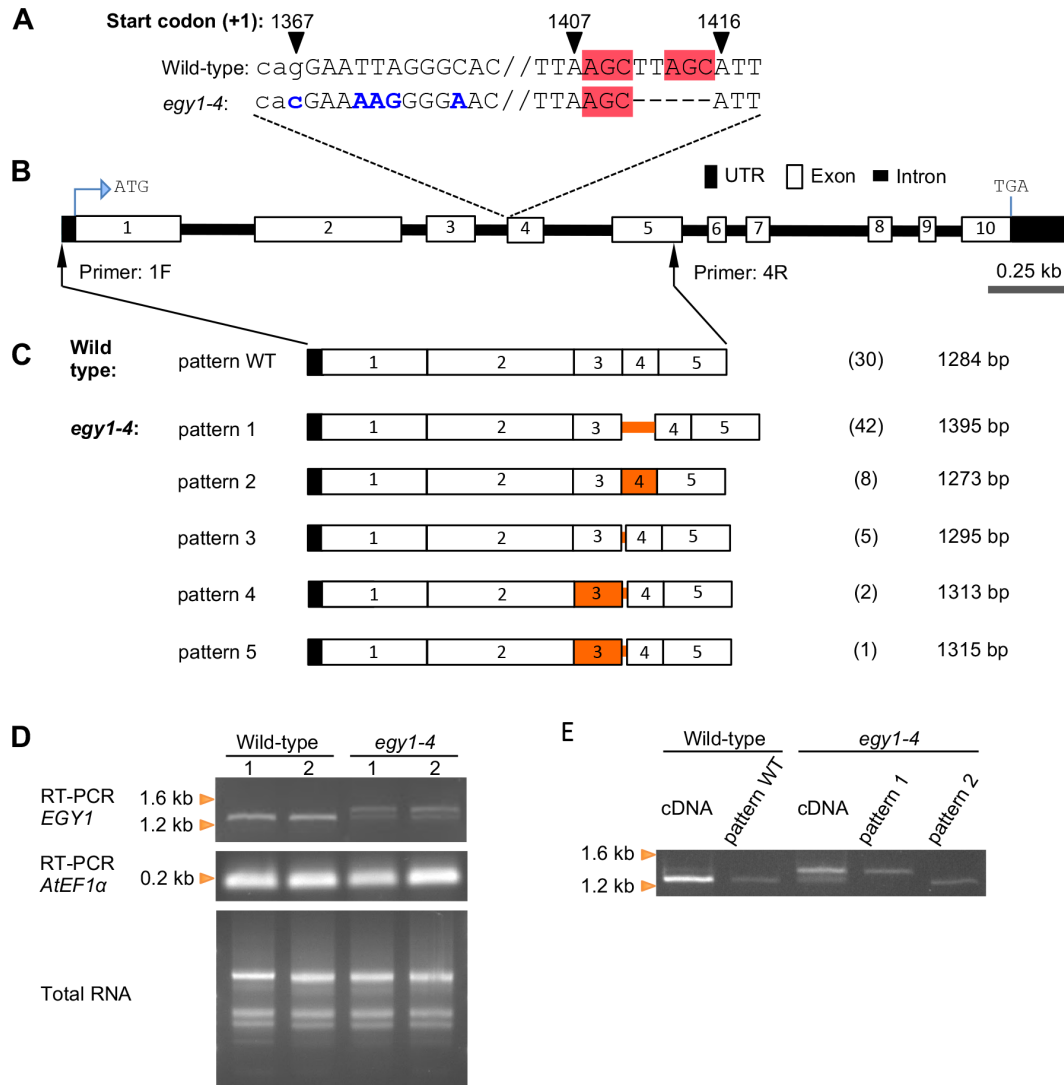 A
Start codon (+1): 1367 1407 1416
Wild-type: cagGAATTAGGGCAC//TTAAGCTTAGCATT
egy1-4: cacGAAAAGGGGAAC//TTAAGC-----ATT
B
ATG
UTR Exon Intron
TGA
1 2 3 4 5 6 7 8 9 10
Primer: 1F
Primer: 4R
0.25 kb
C
Wild type: pattern WT 1 2 3 4 5 (30) 1284 bp
egy1-4: pattern 1 1 2 3 4 5 (42) 1395 bp
pattern 2 1 2 3 4 5 (8) 1273 bp
pattern 3 1 2 3 4 5 (5) 1295 bp
pattern 4 1 2 3 4 5 (2) 1313 bp
pattern 5 1 2 3 4 5 (1) 1315 bp
D
Wild-type egy1-4
1 2 1 2
RT-PCR EGY1
1.6 kb
1.2 kb
RT-PCR AtEF1α
0.2 kb
Total RNA
E
Wild-type egy1-4
cDNA pattern WT cDNA pattern 1 pattern 2
1.6 kb
1.2 kb